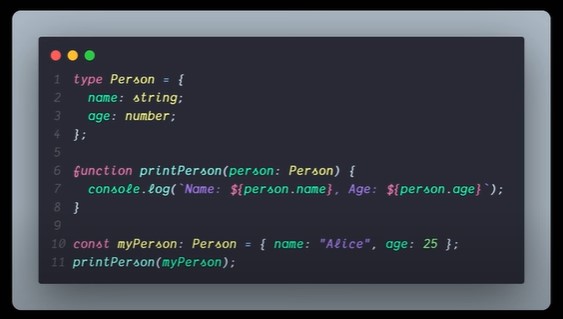 1 type Person = {
2   name: string;
3   age: number;
4 };
5
6 function printPerson(person: Person) {
7   console.log(`Name: ${person.name}, Age: ${person.age}`);
8 }
9
10 const myPerson: Person = { name: "Alice", age: 25 };
11 printPerson(myPerson);